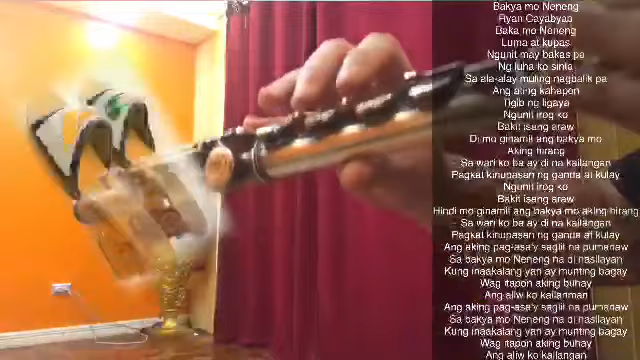 Bakya mo Neneng
Ryan Cayabyab
Baka mo Neneng
Luma at kupas
Ngunit may bakas pa
Ng luha ko sinta
Sa ala-alay muling nagbalik pa
Ang ating kahapon
Tigib ng ligaya
Ngunit irog ko
Bakit isang araw
Di mo ginamit ang bakya mo
Aking hirang
Sa wari ko ba ay di na kailangan
Pagkat kinupasan ng ganda at kulay
Ngunit irog ko
Bakit isang araw
Hindi mo ginamit ang bakya mo aking hirang
Sa wari ko ba ay di na kailangan
Pagkat kinupasan ng ganda at kulay
Ang aking pag-asa'y saglit na pumanaw
Sa bakya mo Neneng na di nasilayan
Kung inaakalang yan ay munting bagay
Wag itapon aking buhay
Ang aliw ko kailanman
Ang aking pag-asa'y saglit na pumanaw
Sa bakya mo Neneng na di nasilayan
Kung inaakalang yan ay munting bagay
Wag itapon aking buhay
Ang aliw ko kailangan